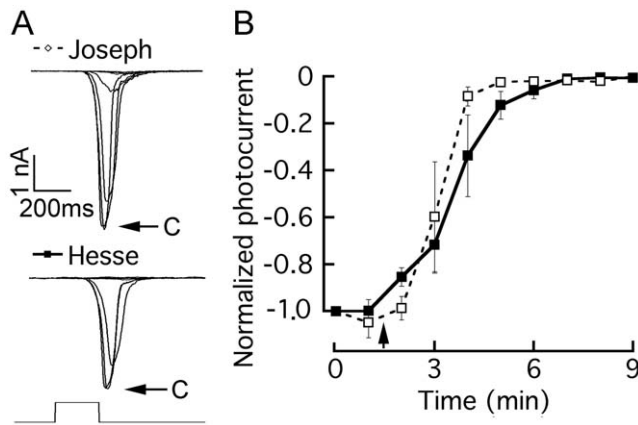 A
Joseph
1 nA
200ms
C
Hesse
C
B
Normalized photocurrent
0
-0.2
-0.4
-0.6
-0.8
-1.0
0 3 6 9
Time (min)